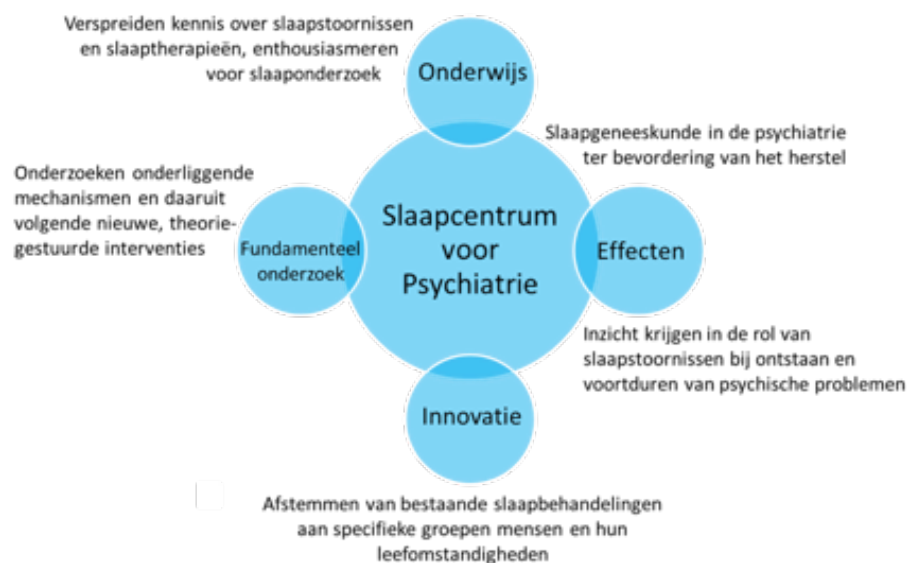 Verspreiden kennis over slaapstoornissen
en slaaptherapieën, enthousiasmeren
voor slaaponderzoek
Onderwijs
Slaapgeneeskunde in de psychiatrie
ter bevordering van het herstel
Onderzoeken onderliggende
mechanismen en daaruit
volgende nieuwe, theorie-
gestuurde interventies
Fundamenteel
onderzoek
Slaapcentrum
voor
Psychiatrie
Effecten
Inzicht krijgen in de rol van
slaapstoornissen bij ontstaan en
voortduren van psychische problemen
Innovatie
Afstemmen van bestaande slaapbehandelingen
aan specifieke groepen mensen en hun
leefomstandigheden